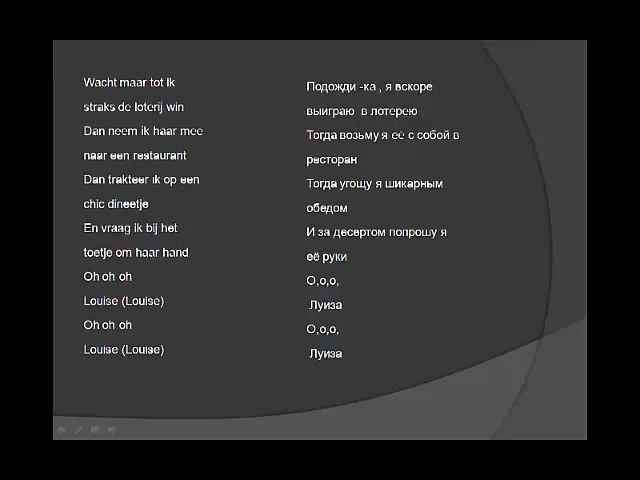 Wacht maar tot ik
straks de loterij win
Dan neem ik haar mee
naar een restaurant
Dan trakteer ik op een
chic dineetje
En vraag ik bij het
toetje om haar hand
Oh oh oh
Louise (Louise)
Oh oh oh
Louise (Louise)
Подожди -ка , я вскоре
выиграю в лотерею
Тогда возьму я её с собой в
ресторан
Тогда угощу я шикарным
обедом
И за десертом попрошу я
её руки
О,о,о,
Луиза
О,о,о,
Луиза